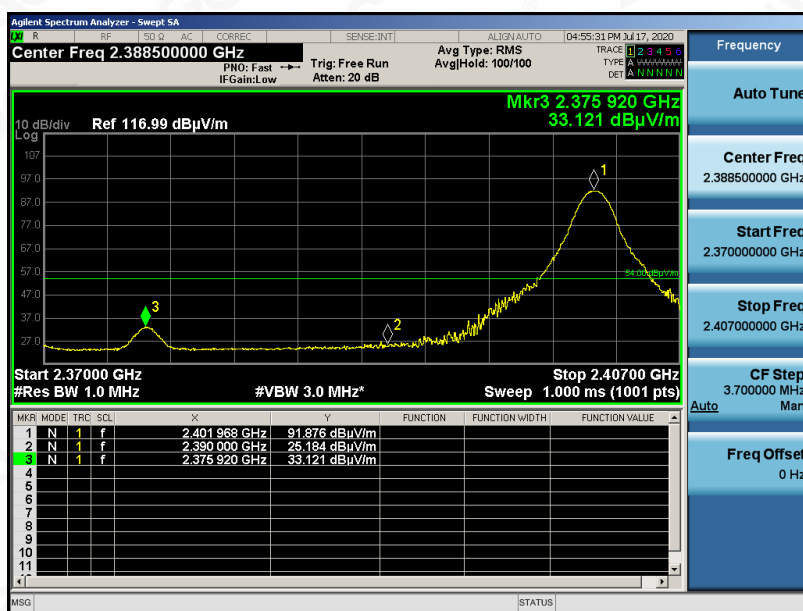 Agilent Spectrum Analyzer - Swept SA
LXI R RF 50 Ω AC CORREC SENSE:INT ALIGN AUTO 04:55:31 PM Jul 17, 2020
Center Freq 2.388500000 GHz
PNO: Fast
IFGain:Low
Trig: Free Run
Atten: 20 dB
Avg Type: RMS
Avg|Hold: 100/100
TRACE 1 2 3 4 5 6
TYPE A WWWWW
DET A N N N N N
Mkr3 2.375 920 GHz
33.121 dBµV/m
10 dB/div Ref 116.99 dBµV/m
Log
107
97.0
87.0
77.0
67.0
57.0
47.0
37.0
27.0
1
2
3
54.00 dBµV/m
Start 2.37000 GHz Stop 2.40700 GHz
#Res BW 1.0 MHz #VBW 3.0 MHz* Sweep 1.000 ms (1001 pts)
MKR MODE TRC SCL X Y FUNCTION FUNCTION WIDTH FUNCTION VALUE
1 N 1 f 2.401 968 GHz 91.876 dBµV/m
2 N 1 f 2.390 000 GHz 25.184 dBµV/m
3 N 1 f 2.375 920 GHz 33.121 dBµV/m
4
5
6
7
8
9
10
11
MSG STATUS
Frequency
Auto Tune
Center Freq
2.388500000 GHz
Start Freq
2.370000000 GHz
Stop Freq
2.407000000 GHz
CF Step
3.700000 MHz
Auto Man
Freq Offset
0 Hz